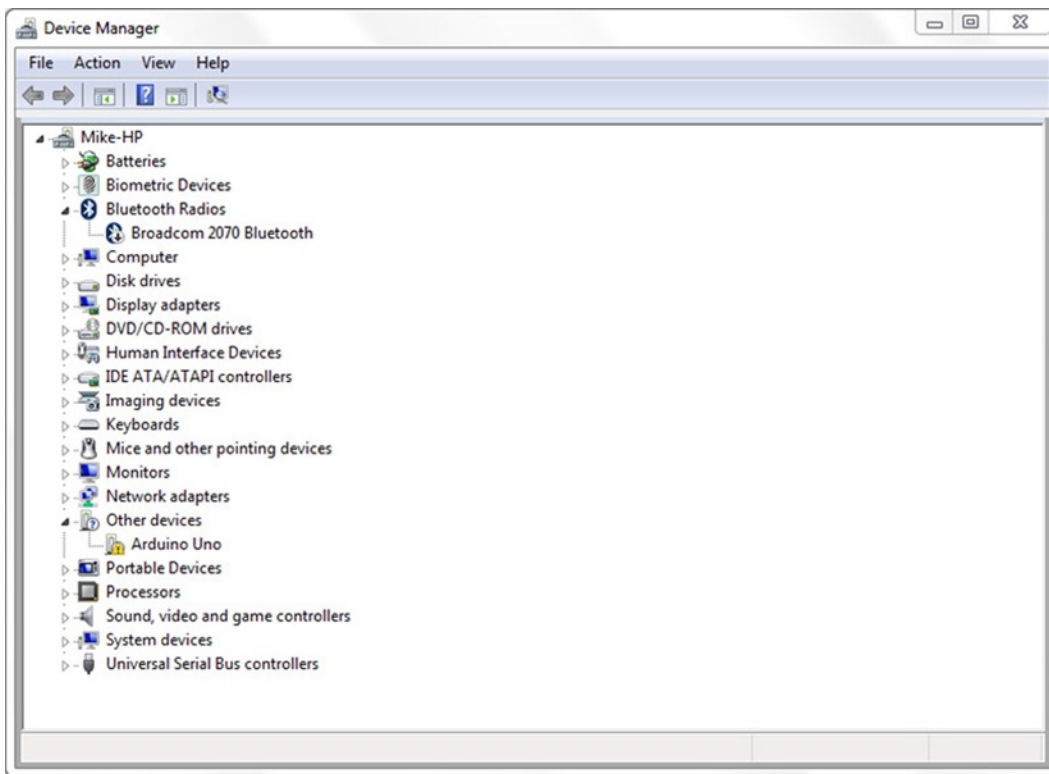 Device Manager
File Action View Help
Mike-HP
Batteries
Biometric Devices
Bluetooth Radios
Broadcom 2070 Bluetooth
Computer
Disk drives
Display adapters
DVD/CD-ROM drives
Human Interface Devices
IDE ATA/ATAPI controllers
Imaging devices
Keyboards
Mice and other pointing devices
Monitors
Network adapters
Other devices
Arduino Uno
Portable Devices
Processors
Sound, video and game controllers
System devices
Universal Serial Bus controllers